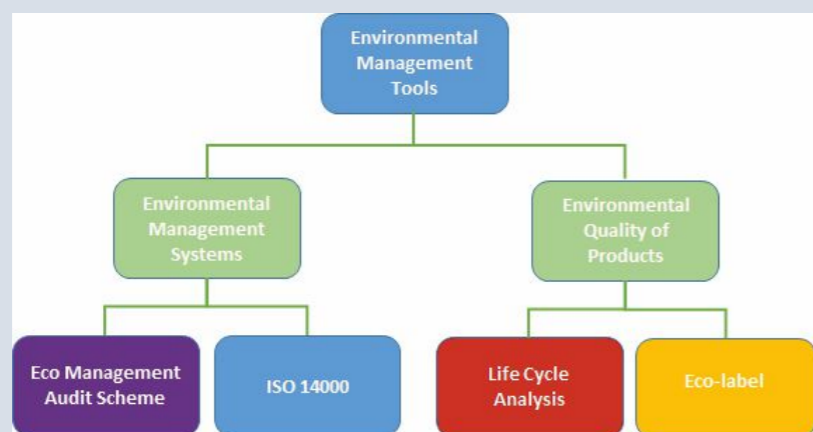 Environmental
Management
Tools
Environmental
Management
Systems
Environmental
Quality of
Products
Eco Management
Audit Scheme
ISO 14000
Life Cycle
Analysis
Eco-label